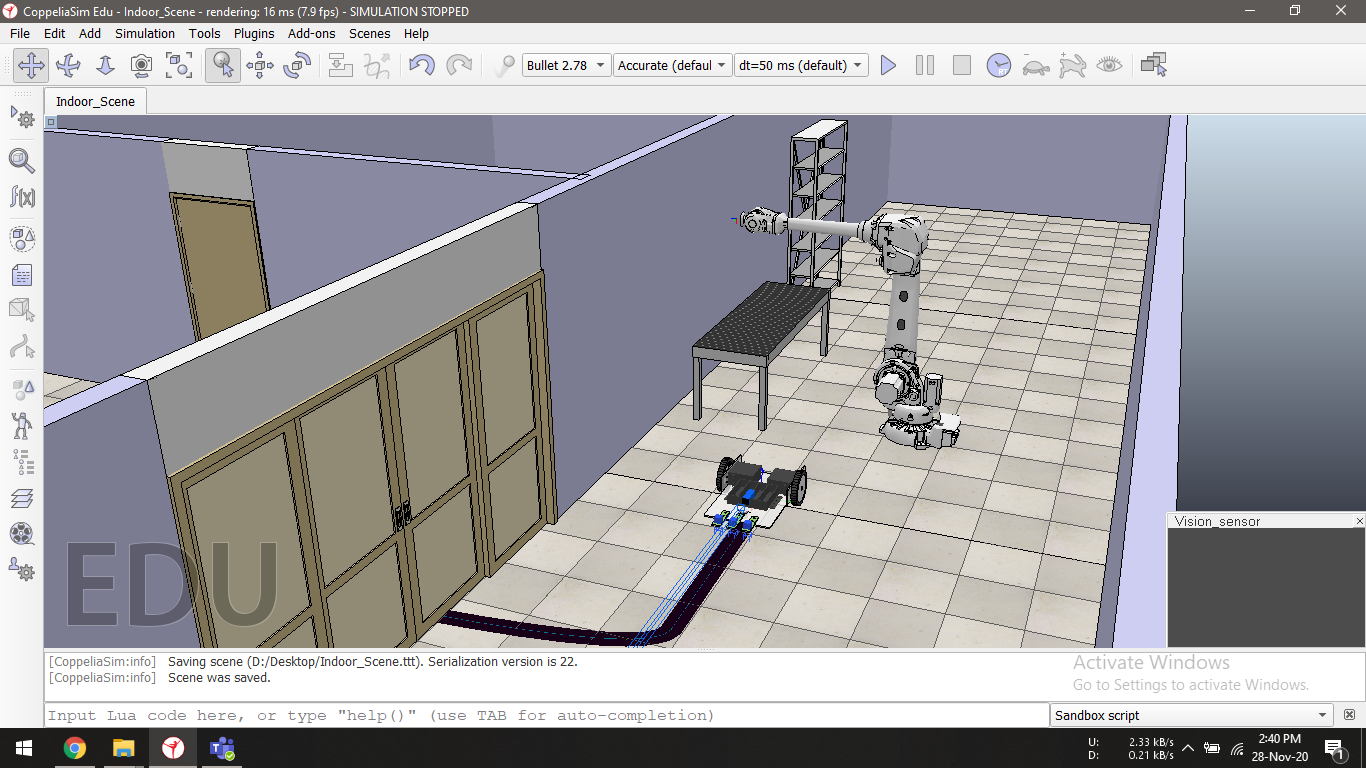 CoppeliaSim Edu - Indoor_Scene - rendering: 16 ms (7.9 fps) - SIMULATION STOPPED
File Edit Add Simulation Tools Plugins Add-ons Scenes Help
Bullet 2.78 Accurate (defaul dt=50 ms (default)
RT
Indoor_Scene
f(x)
Vision_sensor
EDU
[CoppeliaSim:info] Saving scene (D:/Desktop/Indoor_Scene.ttt). Serialization version is 22.
[CoppeliaSim:info] Scene was saved.
Activate Windows
Go to Settings to activate Windows.
Input Lua code here, or type "help()" (use TAB for auto-completion)
Sandbox script
U: 2.33 kB/s
D: 0.21 kB/s
2:40 PM
28-Nov-20
1